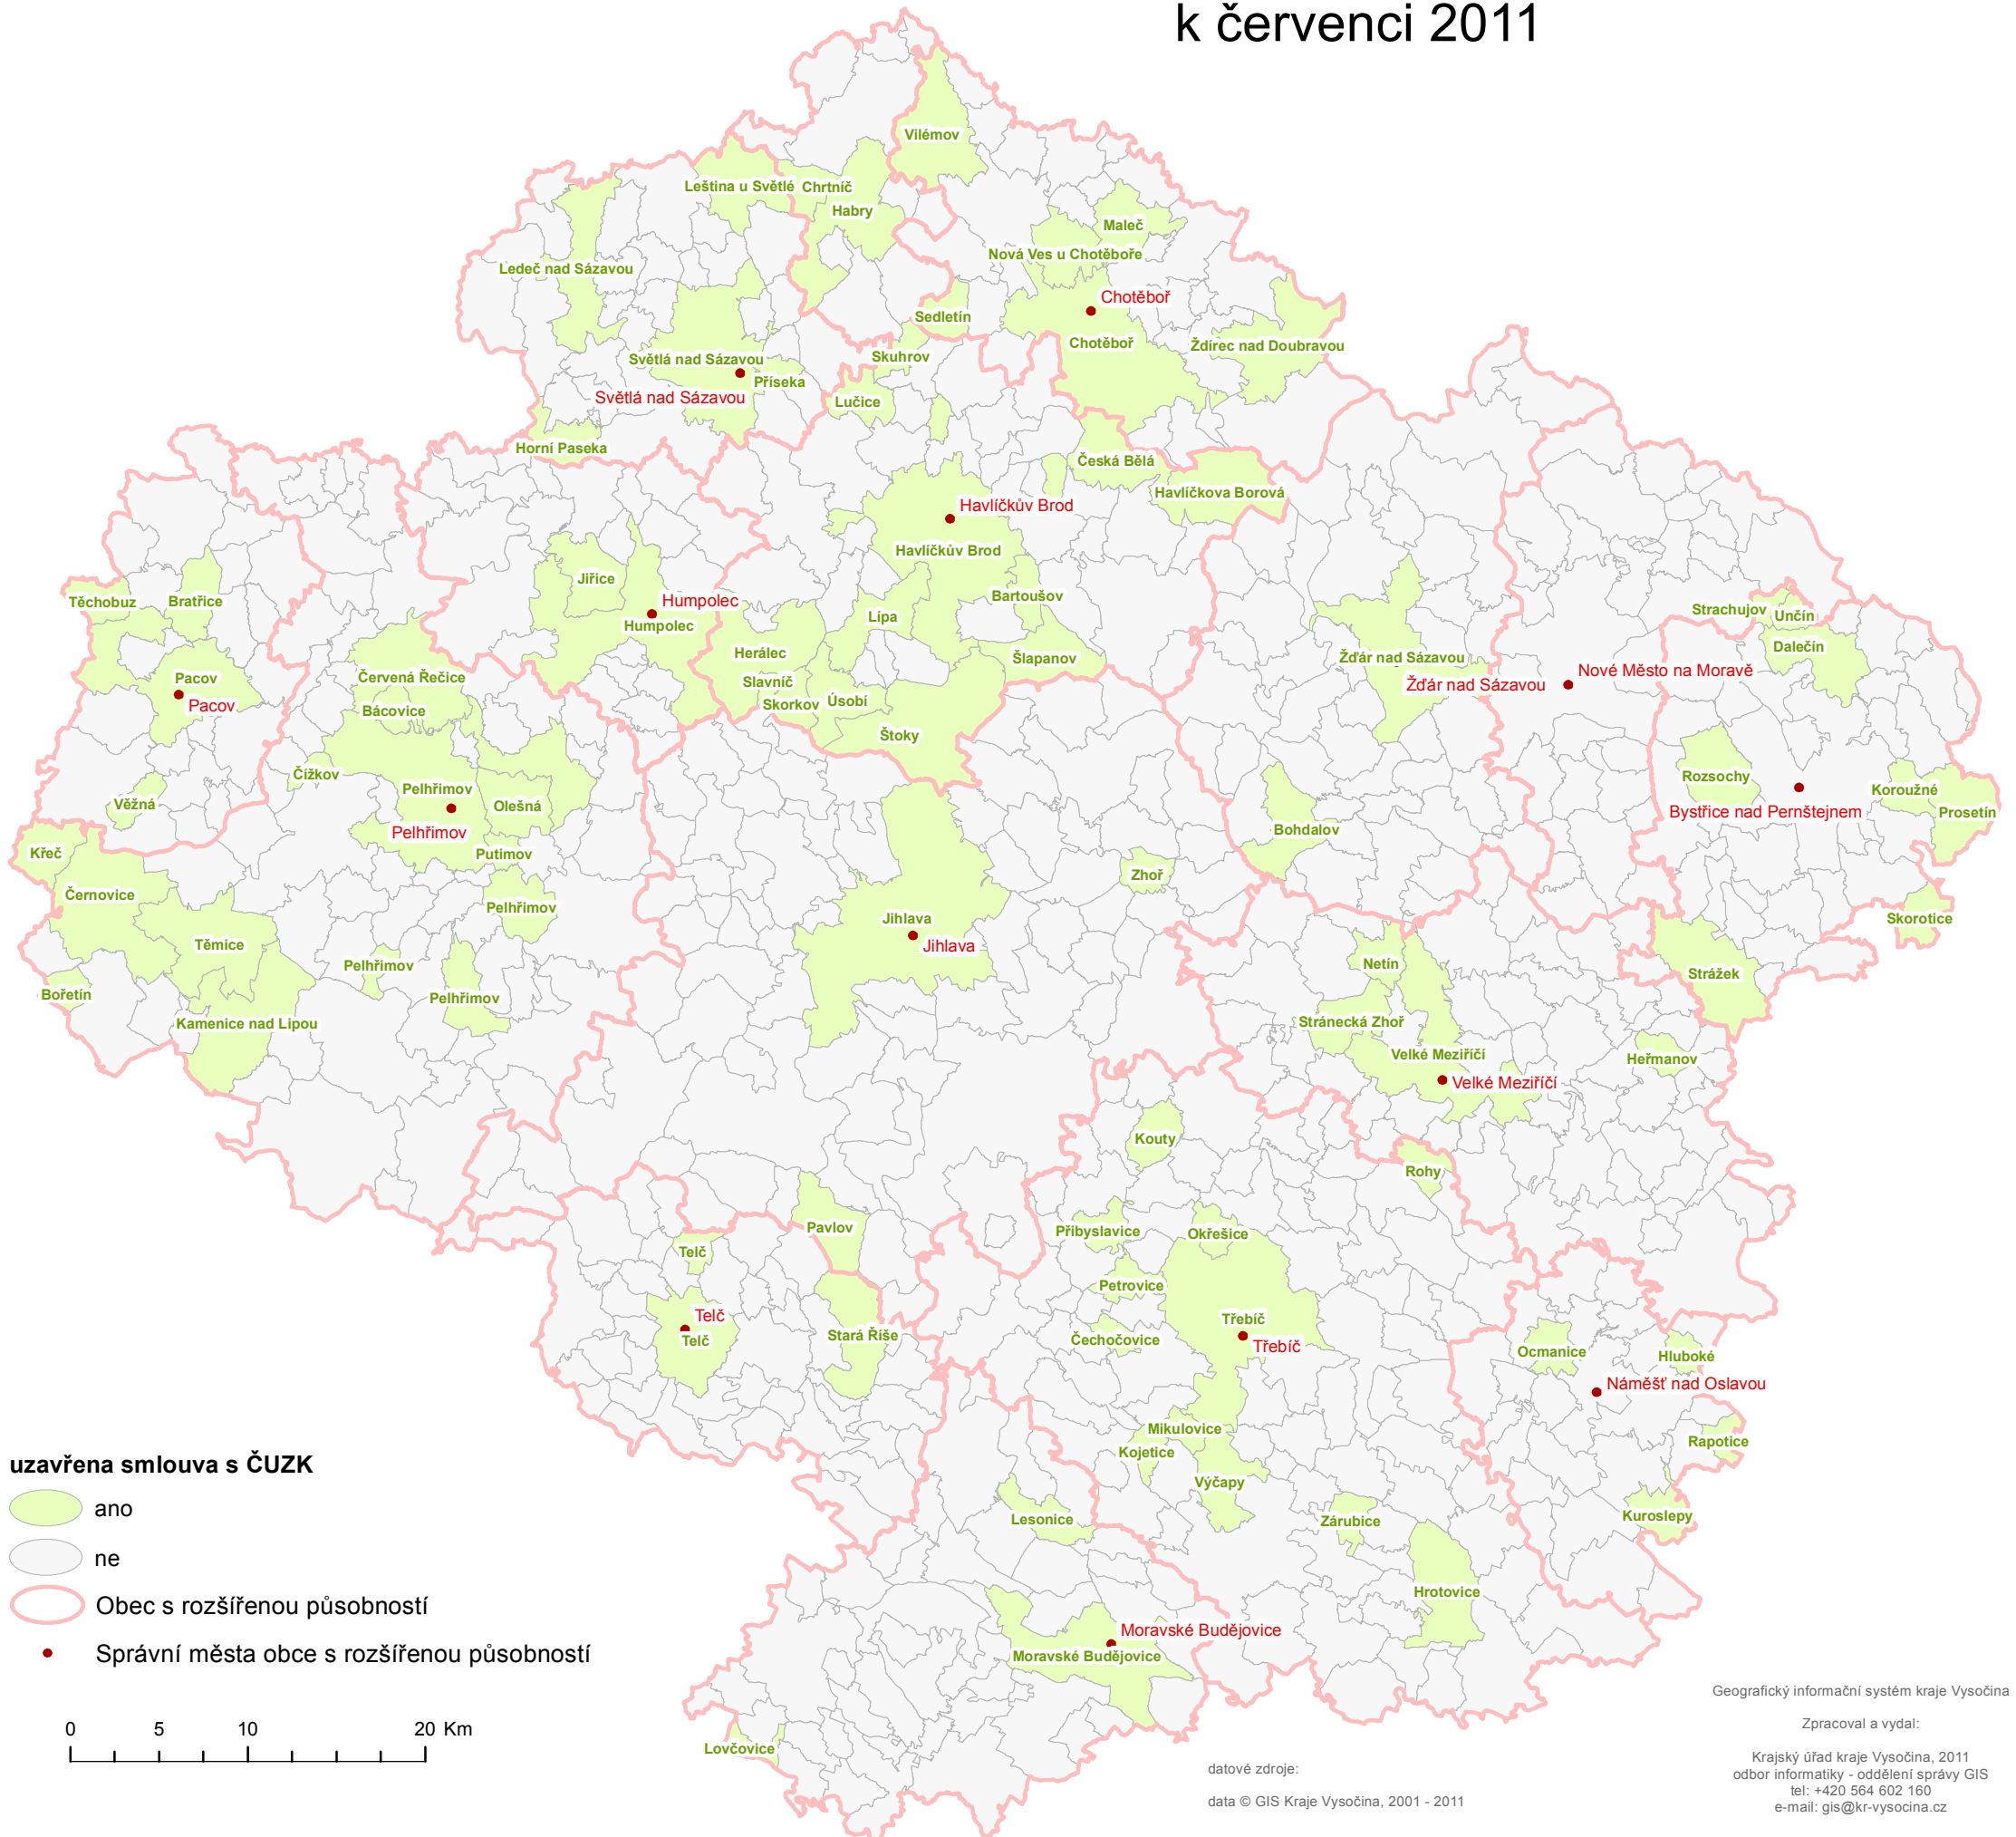 k červenci 2011
Vilémov
Leština u Světlé
Chrtníč
Habry
Maleč
Nová Ves u Chotěboře
Ledeč nad Sázavou
Chotěboř
Sedletín
Chotěboř
Ždírec nad Doubravou
Skuhrov
Světlá nad Sázavou
Příseka
Světlá nad Sázavou
Lučice
Horní Paseka
Česká Bělá
Havlíčkova Borová
Havlíčkův Brod
Havlíčkův Brod
Jiřice
Těchobuz
Bratřice
Humpolec
Humpolec
Bartoušov
Lípa
Strachujov
Unčín
Dalečín
Herálec
Šlapanov
Žďár nad Sázavou
Žďár nad Sázavou
Nové Město na Moravě
Pacov
Pacov
Červená Řečice
Slavníč
Skorkov
Úsobí
Bácovice
Štoky
Čížkov
Rozsochy
Pelhřimov
Olešná
Koroužné
Bystřice nad Pernštejnem
Prosetín
Věžná
Pelhřimov
Bohdalov
Putimov
Křeč
Zhoř
Černovice
Pelhřimov
Jihlava
Jihlava
Skorotice
Těmice
Pelhřimov
Netín
Strážek
Bořetín
Pelhřimov
Kamenice nad Lipou
Stránecká Zhoř
Velké Meziříčí
Heřmanov
Velké Meziříčí
Kouty
Rohy
Pavlov
Přibyslavice
Okřešice
Telč
Petrovice
Telč
Telč
Stará Říše
Čechočovice
Třebíč
Třebíč
Ocmanice
Hluboké
Náměšť nad Oslavou
Mikulovice
Kojetice
Rapotice
Výčapy
Lesonice
Zárubice
Kuroslepy
Hrotovice
Moravské Budějovice
Moravské Budějovice
Lovčovice
uzavřena smlouva s ČUZK
ano
ne
Obec s rozšířenou působností
Správní města obce s rozšířenou působností
0 5 10 20 Km
datové zdroje:
data © GIS Kraje Vysočina, 2001 - 2011
Geografický informační systém kraje Vysočina
Zpracoval a vydal:
Krajský úřad kraje Vysočina, 2011
odbor informatiky - oddělení správy GIS
tel: +420 564 602 160
e-mail: gis@kr-vysocina.cz